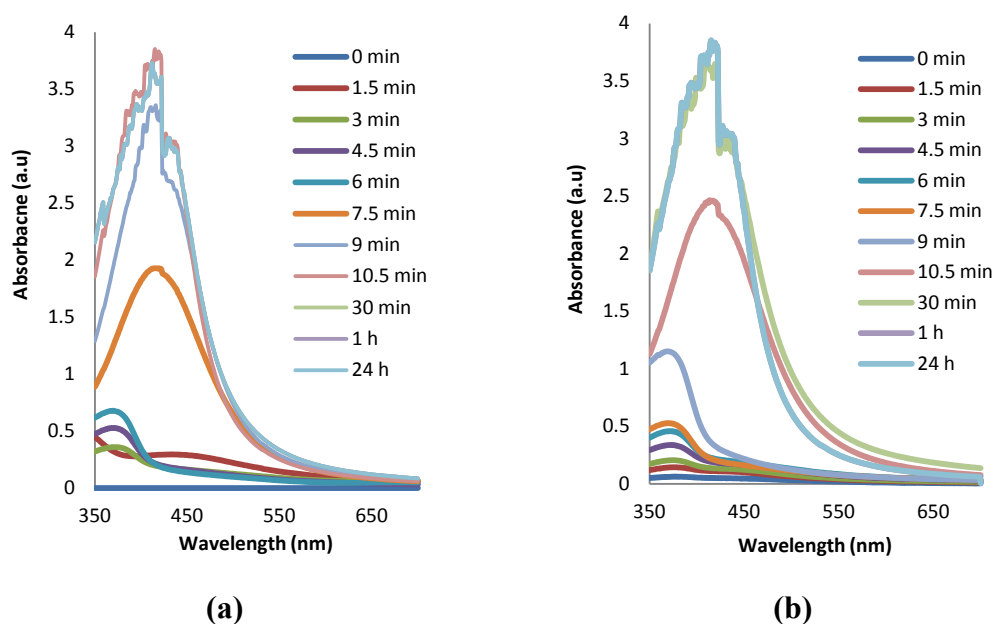 4
3.5
3
2.5
2
1.5
1
0.5
0
350
450
550
650
Absorbacne (a.u)
Wavelength (nm)
0 min
1.5 min
3 min
4.5 min
6 min
7.5 min
9 min
10.5 min
30 min
1 h
24 h
(a)
4
3.5
3
2.5
2
1.5
1
0.5
0
350
450
550
650
Absorbance (a.u)
Wavelength (nm)
0 min
1.5 min
3 min
4.5 min
6 min
7.5 min
9 min
10.5 min
30 min
1 h
24 h
(b)